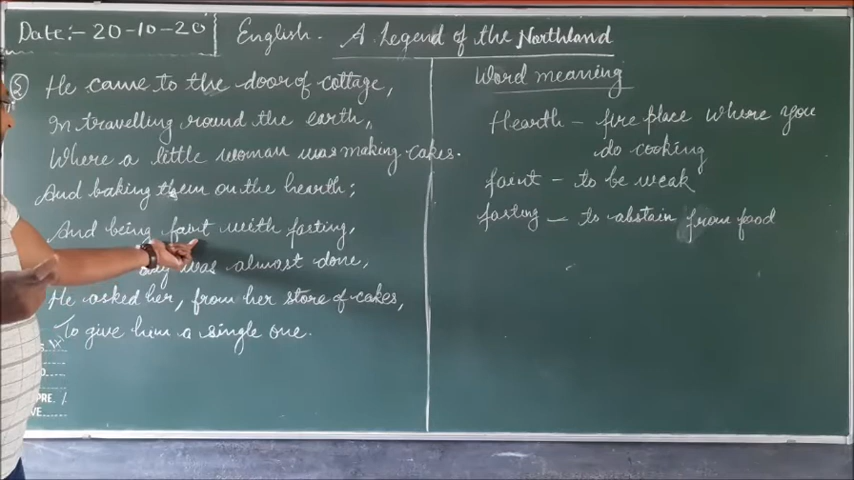 Date:- 20-10-20
English. A Legend of the Northland
⑤ He came to the door of cottage,
In travelling round the earth,
Where a little woman was making cakes.
And baking them on the hearth;
And being faint with fasting,
day was almost done,
He asked her, from her store of cakes,
To give him a single one.
Word meaning
Hearth - fire place where you
do cooking
faint - to be weak
fasting - to abstain from food